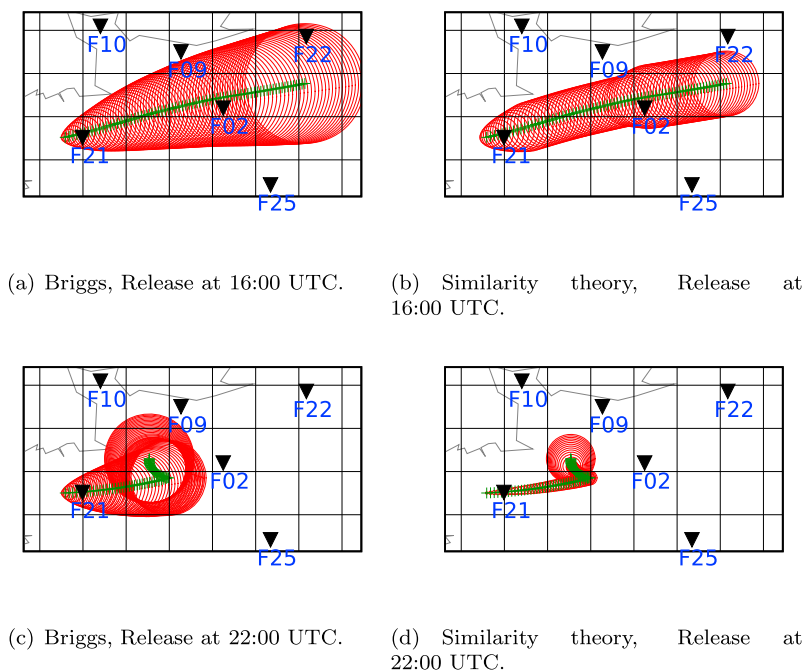 F10
F09
F22
F02
F21
F25
F10
F09
F22
F02
F21
F25
(a) Briggs, Release at 16:00 UTC.
(b) Similarity theory, Release at
16:00 UTC.
F10
F09
F22
F02
F21
F25
F10
F09
F22
F02
F21
F25
(c) Briggs, Release at 22:00 UTC.
(d) Similarity theory, Release at
22:00 UTC.